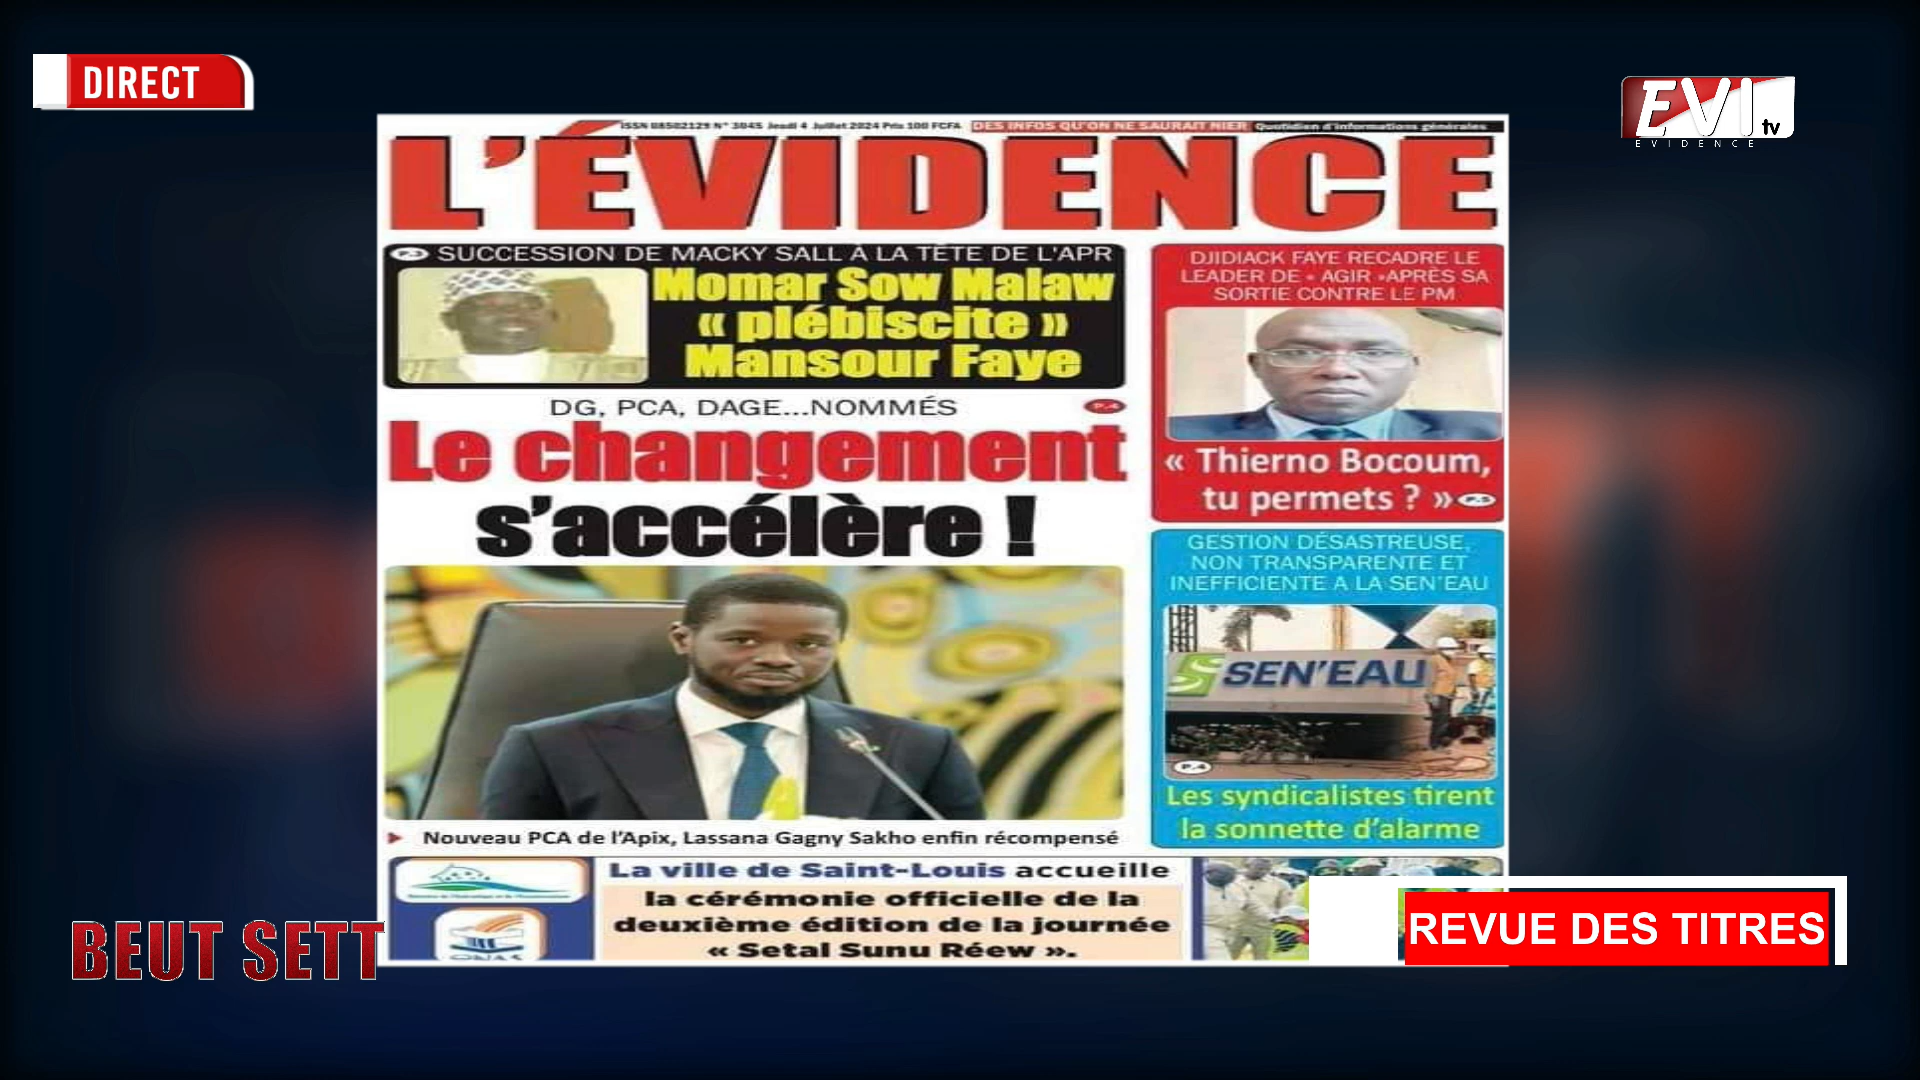 DIRECT
EVI tv
EVIDENCE
ISSN 08502129 N° 3045 Jeudi 4 Juillet 2024 Prix 100 FCFA DES INFOS QU'ON NE SAURAIT NIER Quotidien d'informations générales
L'ÉVIDENCE
P.3 SUCCESSION DE MACKY SALL À LA TÊTE DE L'APR
Momar Sow Malaw
« plébiscite »
Mansour Faye
DG, PCA, DAGE...NOMMÉS P.4
Le changement
s'accélère !
Nouveau PCA de l'Apix, Lassana Gagny Sakho enfin récompensé
DJIDIACK FAYE RECADRE LE
LEADER DE « AGIR »APRÈS SA
SORTIE CONTRE LE PM
« Thierno Bocoum,
tu permets ? »
GESTION DÉSASTREUSE,
NON TRANSPARENTE ET
INEFFICIENTE A LA SEN'EAU
SEN'EAU
P.4
Les syndicalistes tirent
la sonnette d'alarme
La ville de Saint-Louis accueille
la cérémonie officielle de la
deuxième édition de la journée
« Setal Sunu Réew ».
ONAS
BEUT SETT
REVUE DES TITRES